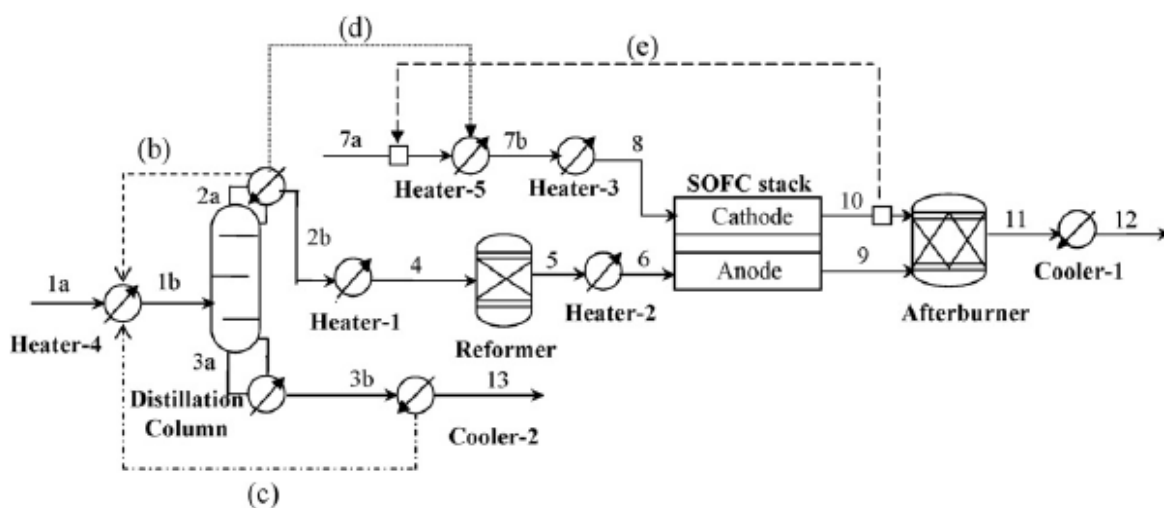 (d)
(e)
7a
7b
8
(b)
2a
Heater-5
Heater-3
SOFC stack
Cathode
10
11
12
2b
1a
1b
4
5
6
Anode
9
Cooler-1
Heater-4
Heater-1
Heater-2
Afterburner
Reformer
3a
3b
13
Distillation
Column
Cooler-2
(c)